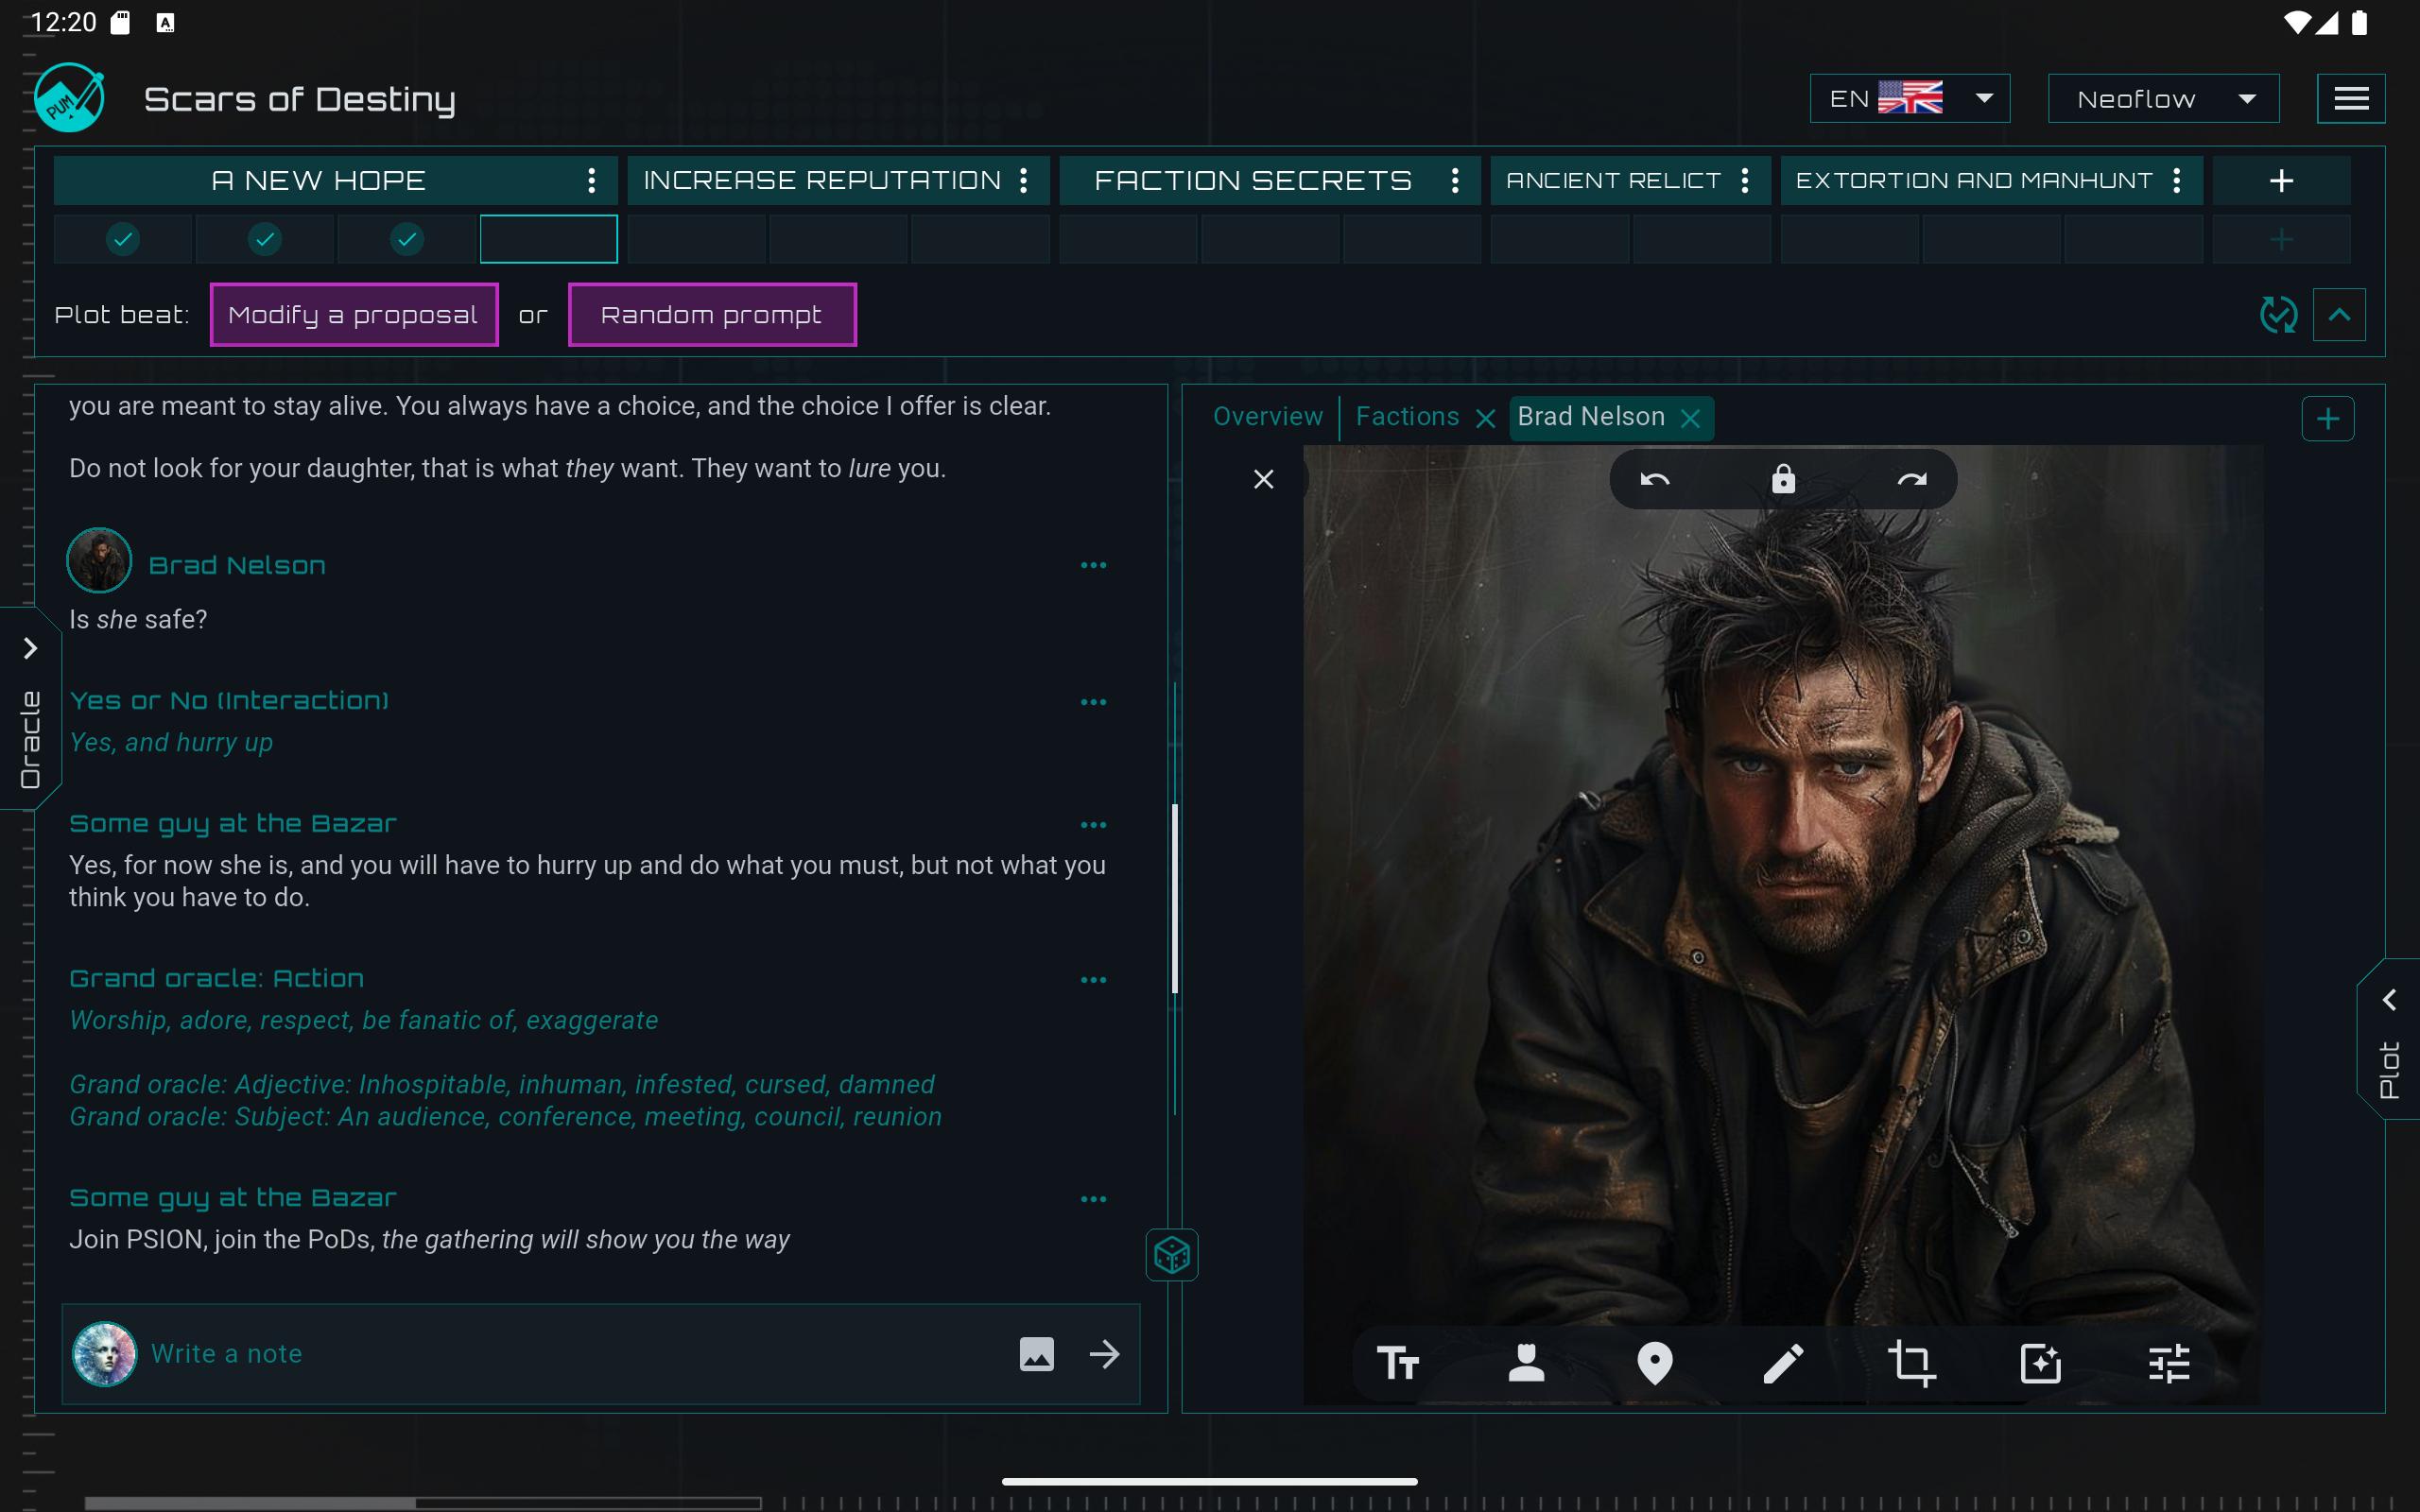 12:20
A
PUM
Scars of Destiny
EN
Neoflow
A NEW HOPE
INCREASE REPUTATION
FACTION SECRETS
ANCIENT RELICT
EXTORTION AND MANHUNT
Plot beat:
Modify a proposal
or
Random prompt
you are meant to stay alive. You always have a choice, and the choice I offer is clear.
Do not look for your daughter, that is what they want. They want to lure you.
Brad Nelson
Is she safe?
Yes or No (Interaction)
Yes, and hurry up
Some guy at the Bazar
Yes, for now she is, and you will have to hurry up and do what you must, but not what you
think you have to do.
Grand oracle: Action
Worship, adore, respect, be fanatic of, exaggerate
Grand oracle: Adjective: Inhospitable, inhuman, infested, cursed, damned
Grand oracle: Subject: An audience, conference, meeting, council, reunion
Some guy at the Bazar
Join PSION, join the PoDs, the gathering will show you the way
Write a note
Oracle
Overview
Factions
Brad Nelson
Tт
Plot